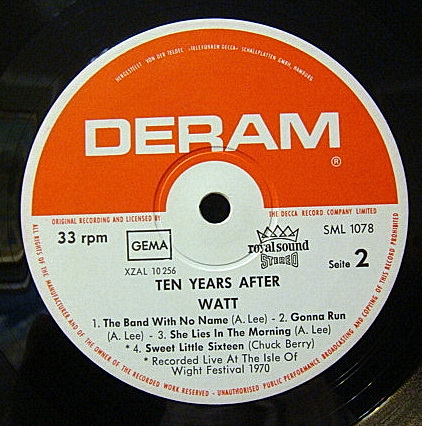 HERGESTELLT VON DER TELDEC »TELEFUNKEN DECCA« SCHALLPLATTEN GMBH, HAMBURG
DERAM
®
ORIGINAL RECORDING AND LICENSED BY THE DECCA RECORD COMPANY LIMITED
33 rpm
GEMA
royal sound
STEREO
SML 1078
XZAL 10 256
Seite 2
TEN YEARS AFTER
WATT
1. The Band With No Name (A. Lee) - 2. Gonna Run
(A. Lee) - 3. She Lies In The Morning (A. Lee)
* 4. Sweet Little Sixteen (Chuck Berry)
* Recorded Live At The Isle Of
Wight Festival 1970
ALL RIGHTS OF THE MANUFACTURER AND OF THE OWNER OF THE RECORDED WORK RESERVED - UNAUTHORISED PUBLIC PERFORMANCE BROADCASTING AND COPYING OF THIS RECORD PROHIBITED